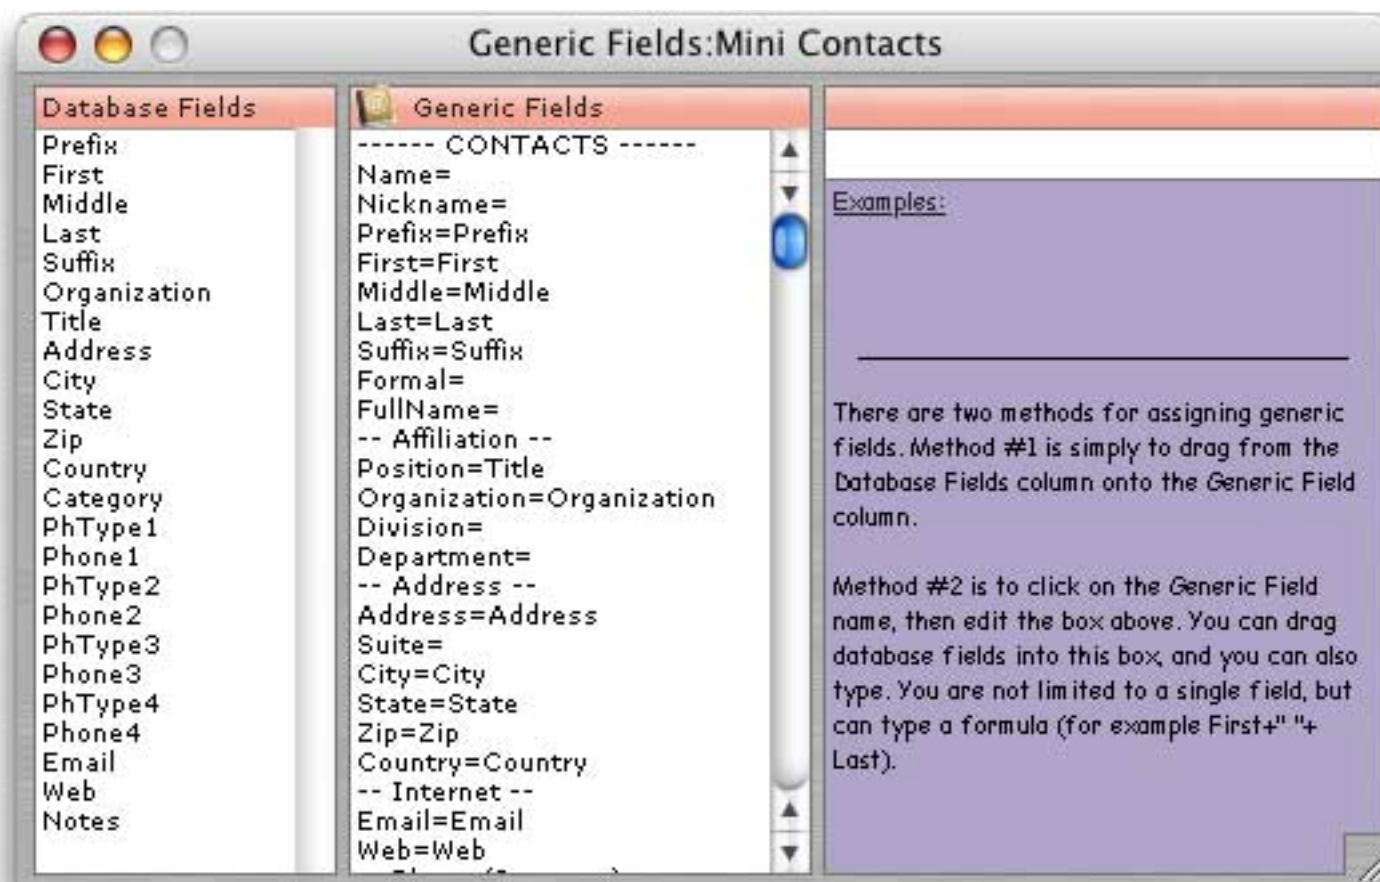 Generic Fields:Mini Contacts
Database Fields
Prefix
First
Middle
Last
Suffix
Organization
Title
Address
City
State
Zip
Country
Category
PhType1
Phone1
PhType2
Phone2
PhType3
Phone3
PhType4
Phone4
Email
Web
Notes
Generic Fields
------ CONTACTS ------
Name=
Nickname=
Prefix=Prefix
First=First
Middle=Middle
Last=Last
Suffix=Suffix
Formal=
FullName=
-- Affiliation --
Position=Title
Organization=Organization
Division=
Department=
-- Address --
Address=Address
Suite=
City=City
State=State
Zip=Zip
Country=Country
-- Internet --
Email=Email
Web=Web
Examples:
There are two methods for assigning generic
fields. Method #1 is simply to drag from the
Database Fields column onto the Generic Field
column.
Method #2 is to click on the Generic Field
name, then edit the box above. You can drag
database fields into this box, and you can also
type. You are not limited to a single field, but
can type a formula (for example First+" "+
Last).